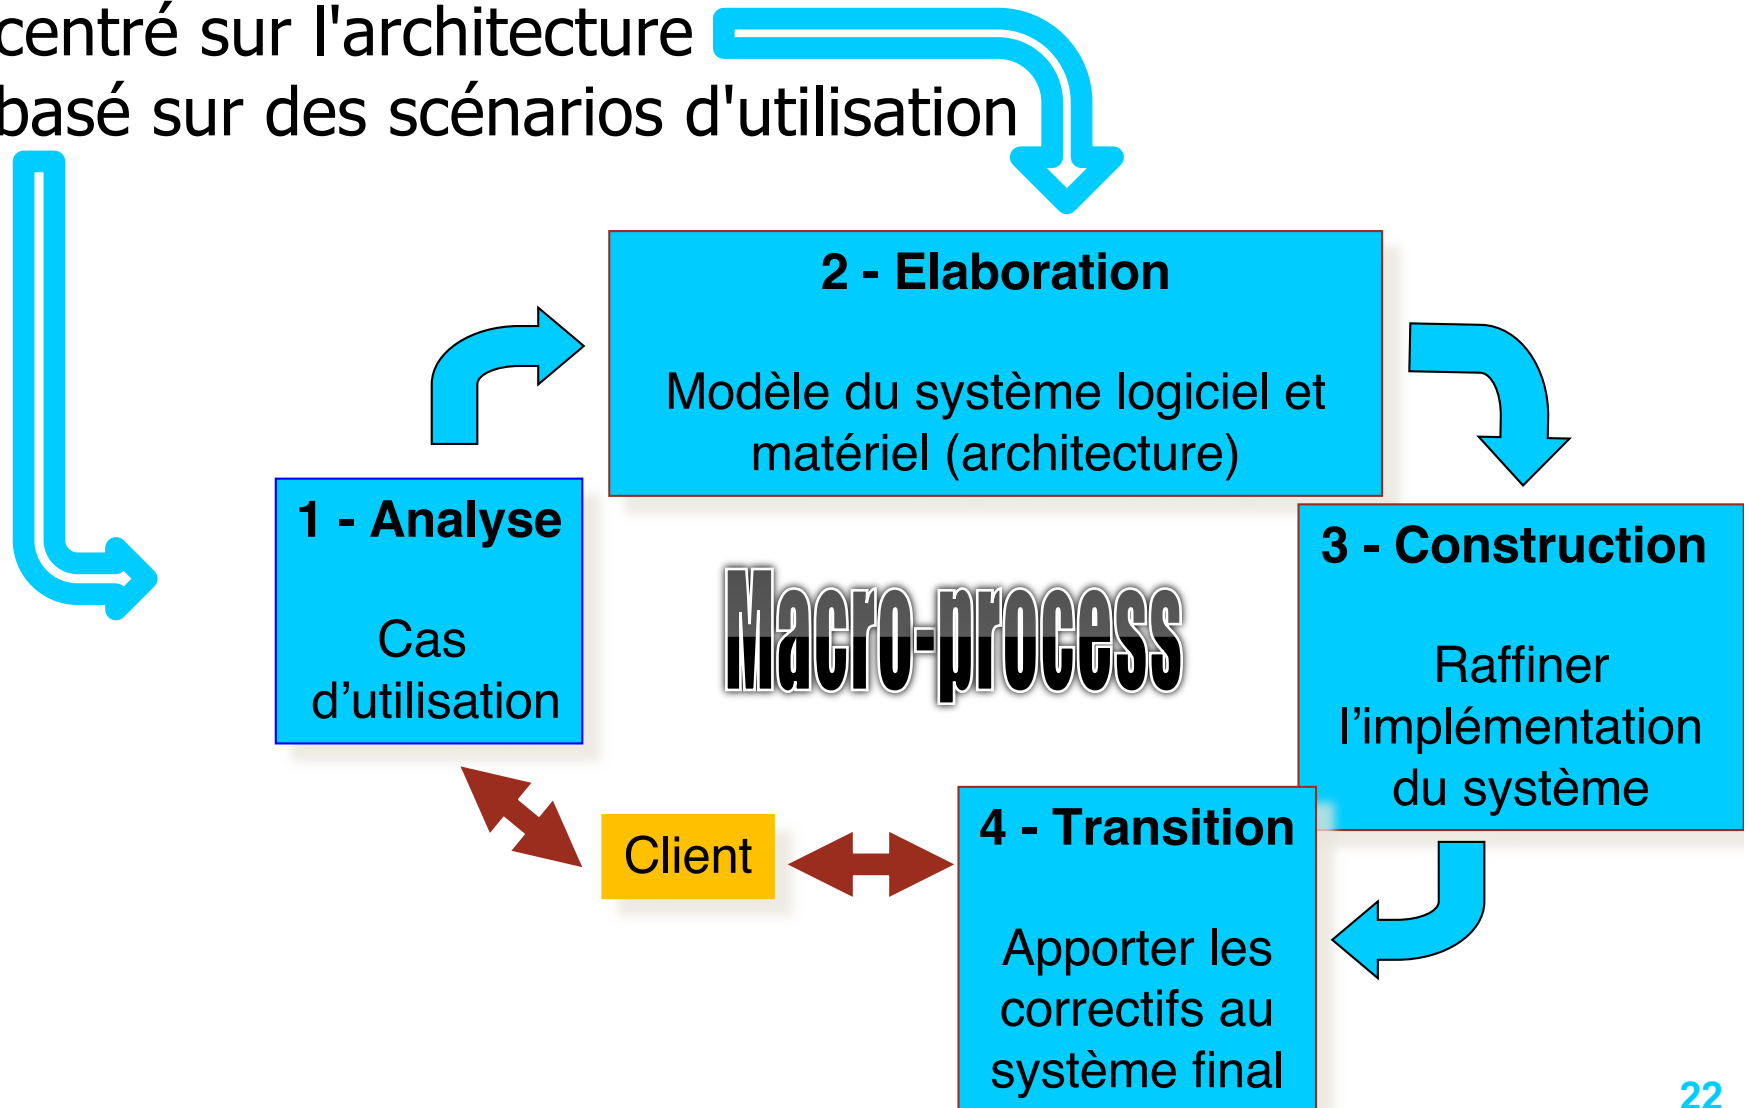 centré sur l'architecture
basé sur des scénarios d'utilisation
2 - Elaboration
Modèle du système logiciel et
matériel (architecture)
1 - Analyse
Cas
d’utilisation
Macro-process
3 - Construction
Raffiner
l’implémentation
du système
Client
4 - Transition
Apporter les
correctifs au
système final
22